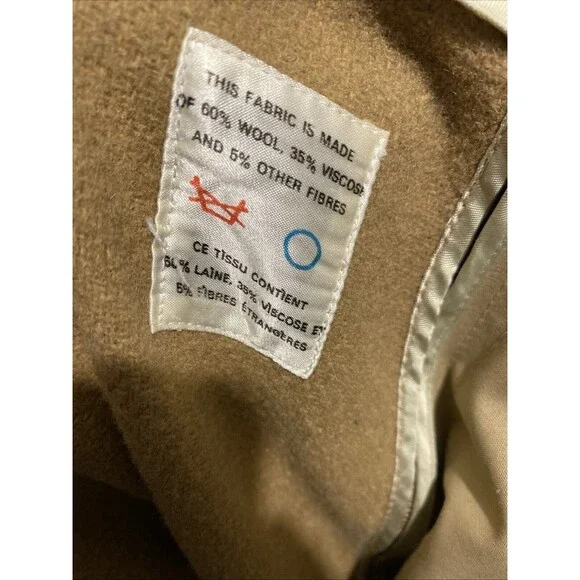 THIS FABRIC IS MADE
OF 60% WOOL, 35% VISCOSE
AND 5% OTHER FIBRES
CE TISSU CONTIENT
60% LAINE, 35% VISCOSE ET
5% FIBRES ÉTRANGÈRES